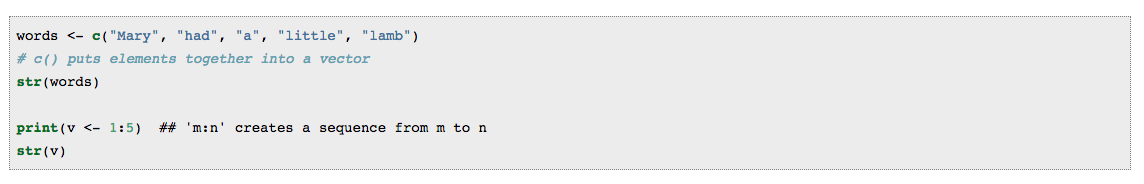 words <- c("Mary", "had", "a", "little", "lamb")
# c() puts elements together into a vector
str(words)

print(v <- 1:5)  ## 'm:n' creates a sequence from m to n
str(v)